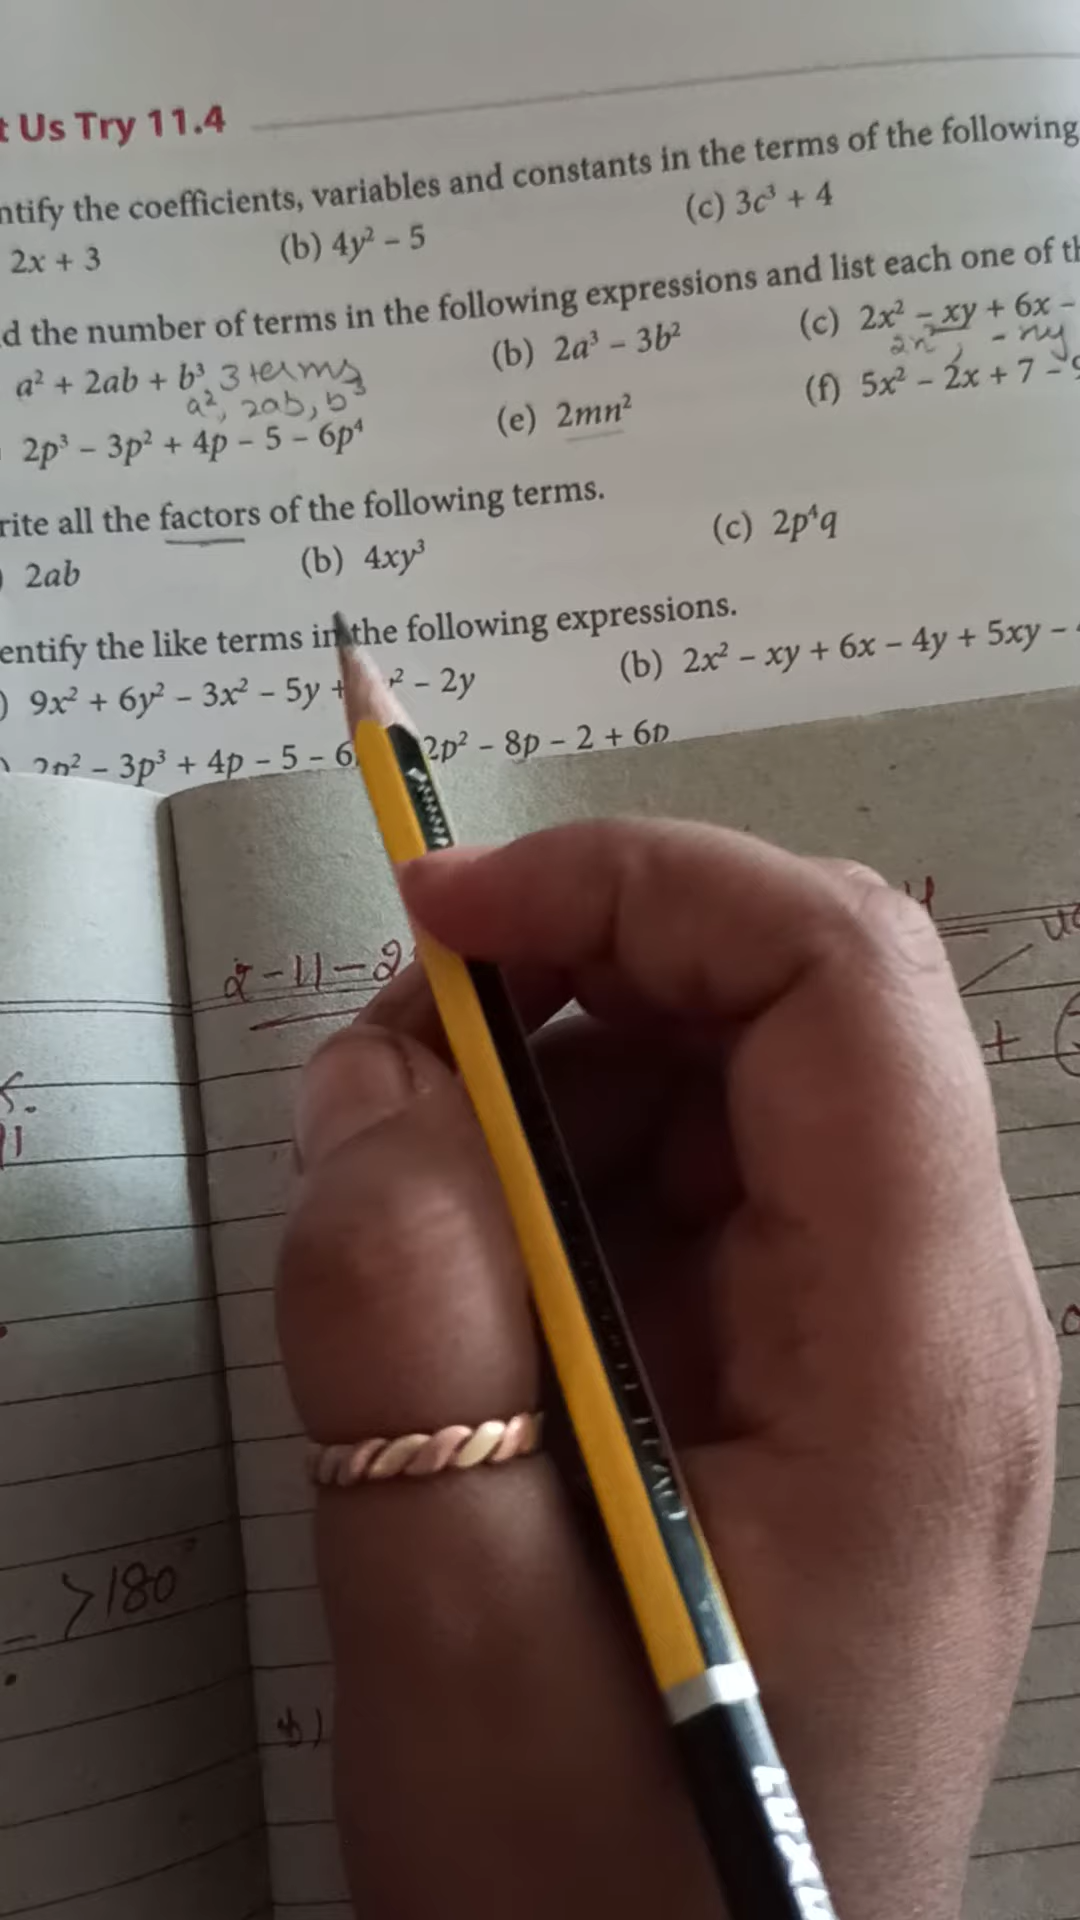 t Us Try 11.4
ntify the coefficients, variables and constants in the terms of the following
2x + 3 (b) 4y² – 5 (c) 3c³ + 4
d the number of terms in the following expressions and list each one of th
a² + 2ab + b³ 3 terms (b) 2a³ – 3b² (c) 2x² – xy + 6x –
a², 2ab, b³
2p³ – 3p² + 4p – 5 – 6p⁴ (e) 2mn² (f) 5x² – 2x + 7 –
rite all the factors of the following terms.
2ab (b) 4xy³ (c) 2p⁴q
entify the like terms in the following expressions.
) 9x² + 6y² – 3x² – 5y + ² – 2y (b) 2x² – xy + 6x – 4y + 5xy –
2p² – 3p³ + 4p – 5 – 6 2p² – 8p – 2 + 6p
2-11-2
+
> 180
b)